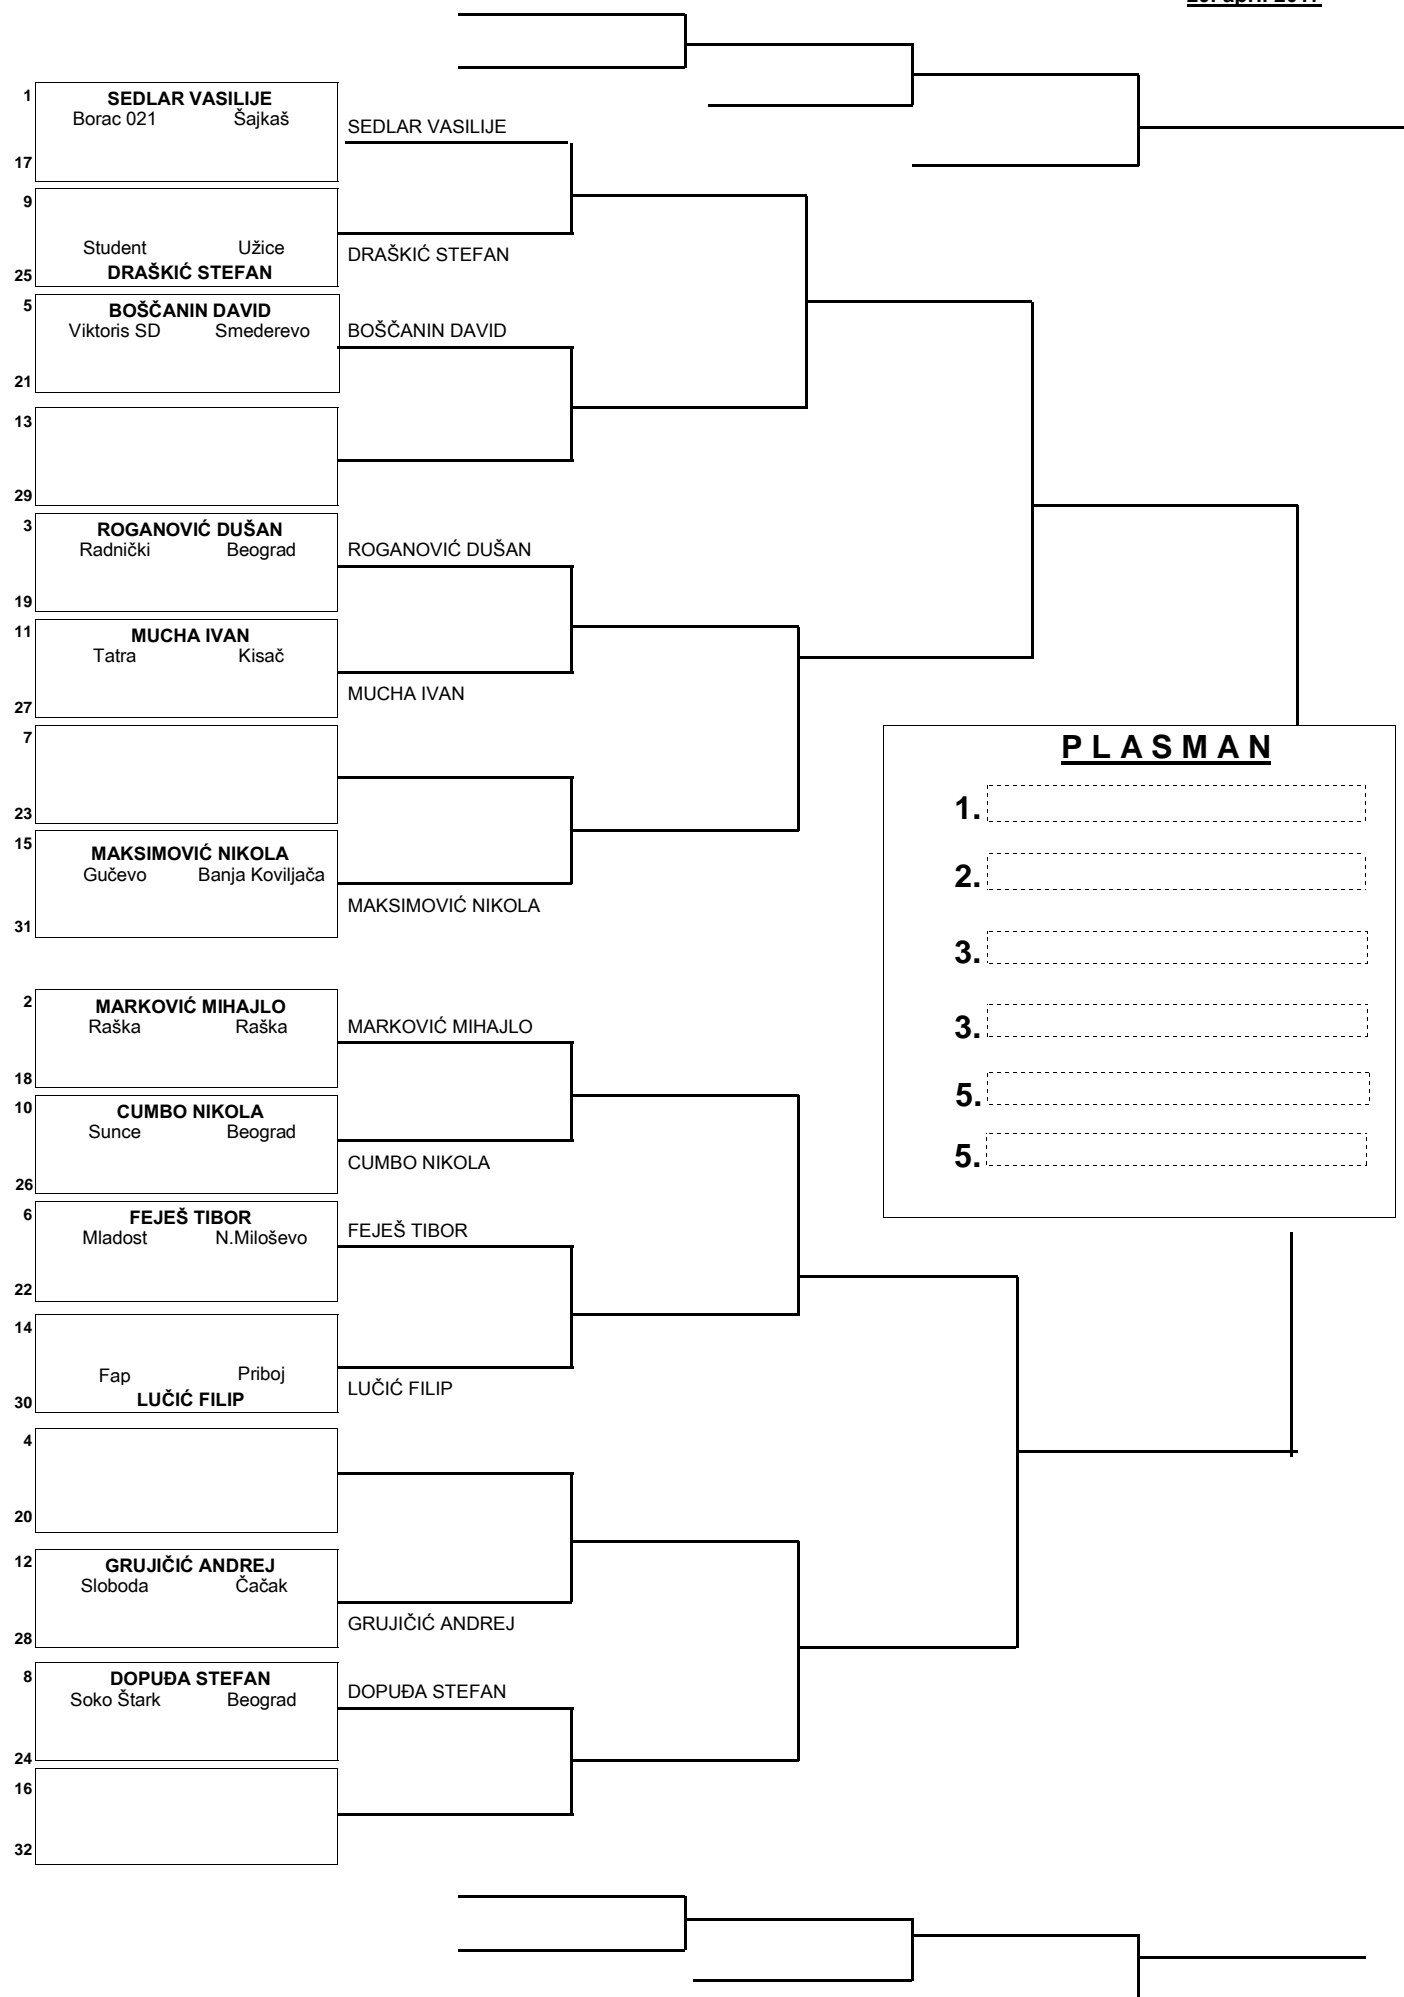 1 SEDLAR VASILIJE
Borac 021 Šajkaš
SEDLAR VASILIJE
17
9
Student Užice
DRAŠKIĆ STEFAN
25 DRAŠKIĆ STEFAN
5 BOŠČANIN DAVID
Viktoris SD Smederevo
BOŠČANIN DAVID
21
13
29
3 ROGANOVIĆ DUŠAN
Radnički Beograd
ROGANOVIĆ DUŠAN
19
11 MUCHA IVAN
Tatra Kisač
MUCHA IVAN
27
7
23
15 MAKSIMOVIĆ NIKOLA
Gučevo Banja Koviljača
MAKSIMOVIĆ NIKOLA
31
PLASMAN
1.
2.
3.
3.
5.
5.
2 MARKOVIĆ MIHAJLO
Raška Raška
MARKOVIĆ MIHAJLO
18
10 CUMBO NIKOLA
Sunce Beograd
CUMBO NIKOLA
26
6 FEJEŠ TIBOR
Mladost N.Miloševo
FEJEŠ TIBOR
22
14
Fap Priboj
LUČIĆ FILIP
30 LUČIĆ FILIP
4
20
12 GRUJIČIĆ ANDREJ
Sloboda Čačak
GRUJIČIĆ ANDREJ
28
8 DOPUĐA STEFAN
Soko Štark Beograd
DOPUĐA STEFAN
24
16
32